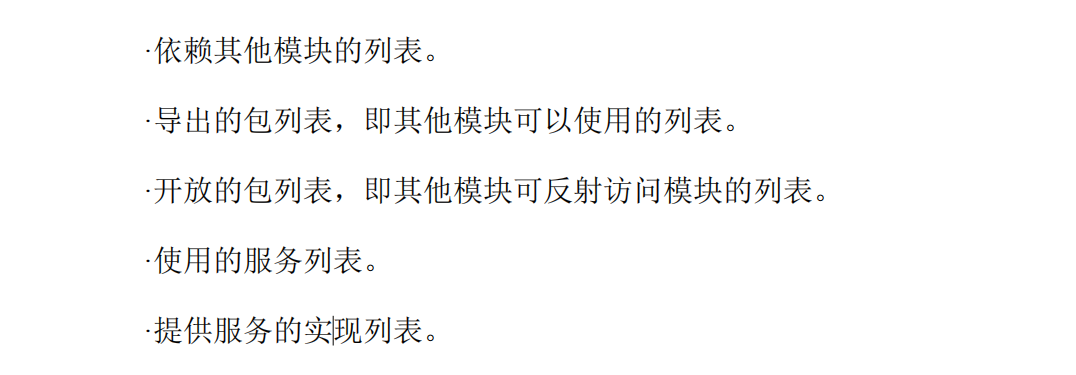 ·依赖其他模块的列表。
·导出的包列表，即其他模块可以使用的列表。
·开放的包列表，即其他模块可反射访问模块的列表。
·使用的服务列表。
·提供服务的实现列表。